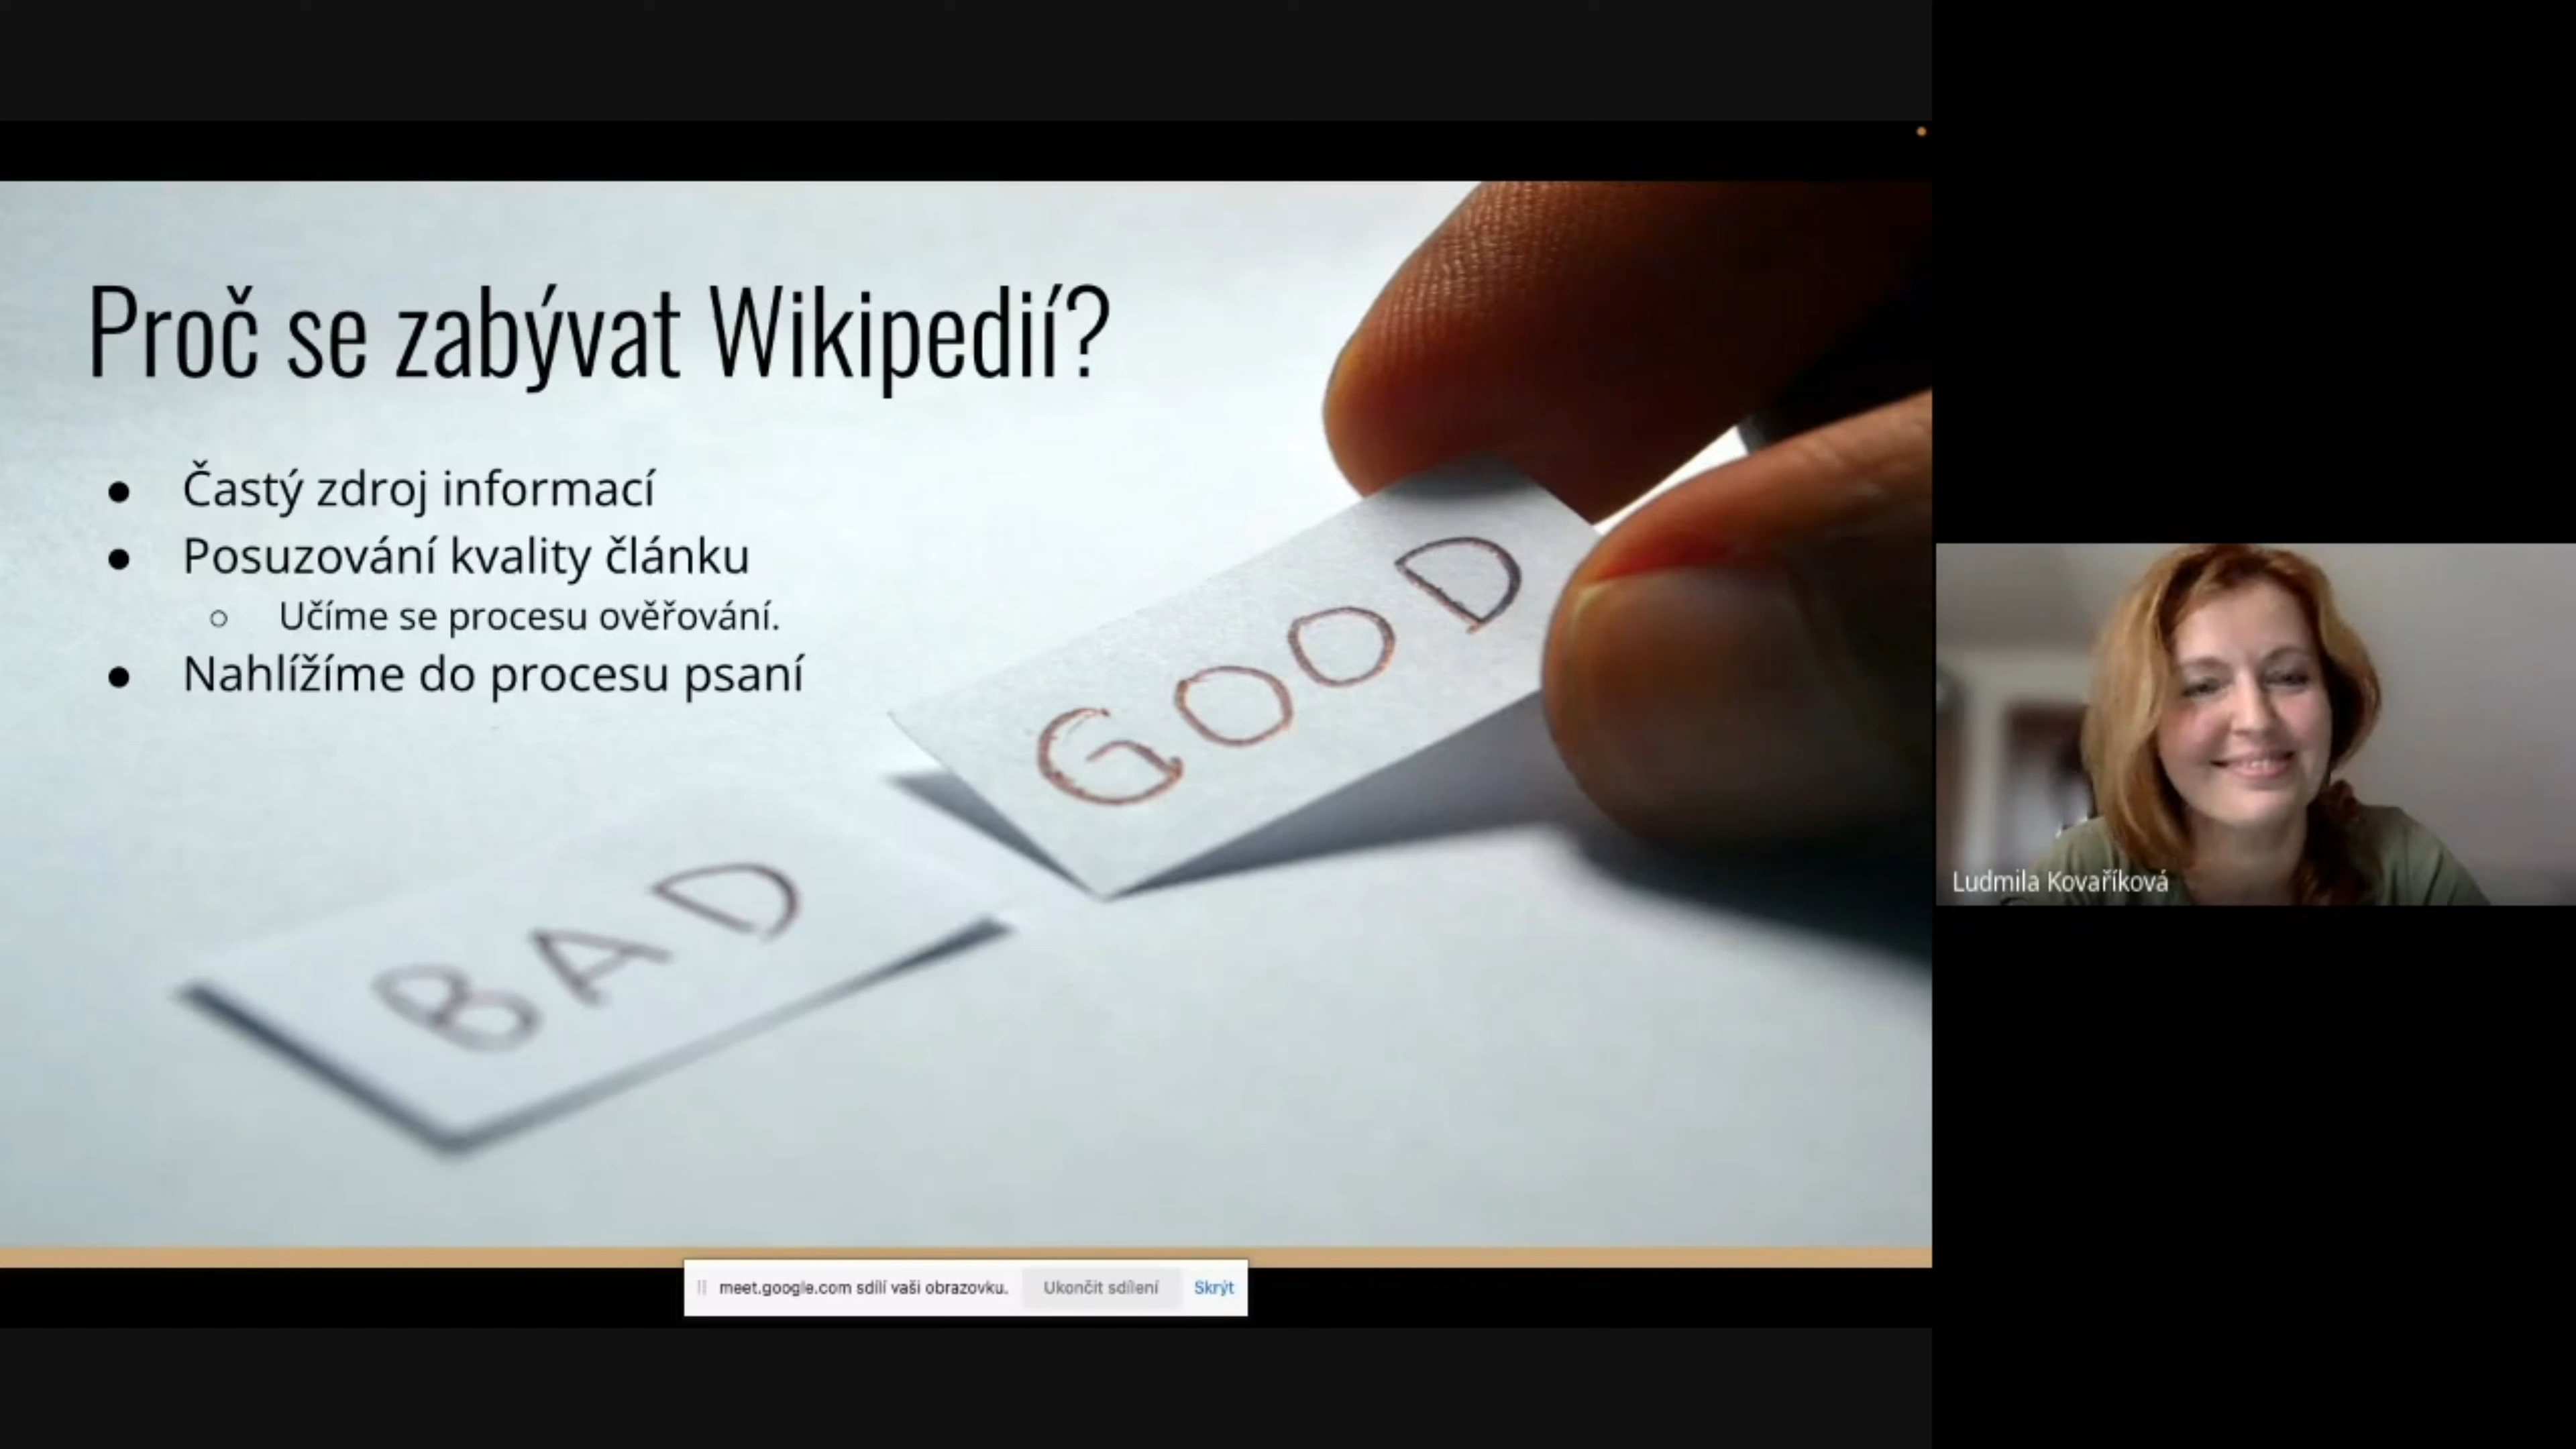 Proč se zabývat Wikipedií?
● Častý zdroj informací
● Posuzování kvality článku
○ Učíme se procesu ověřování.
● Nahlížíme do procesu psaní
GOOD
BAD
Ludmila Kovaříková
meet.google.com sdílí vaši obrazovku. Ukončit sdílení Skrýt